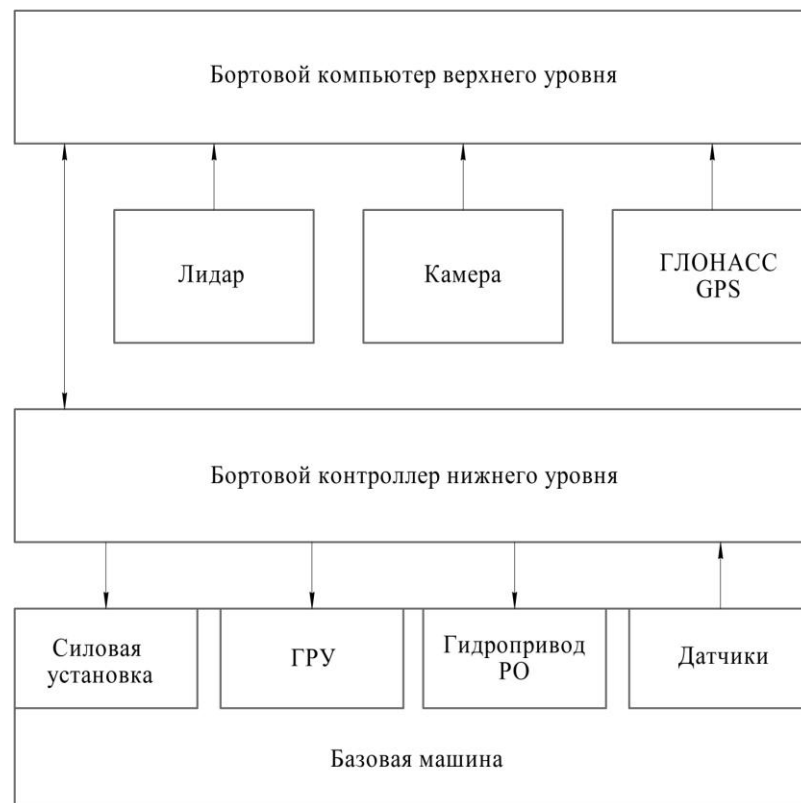 Бортовой компьютер верхнего уровня
Лидар
Камера
ГЛОНАСС
GPS
Бортовой контроллер нижнего уровня
Силовая
установка
ГРУ
Гидропривод
РО
Датчики
Базовая машина